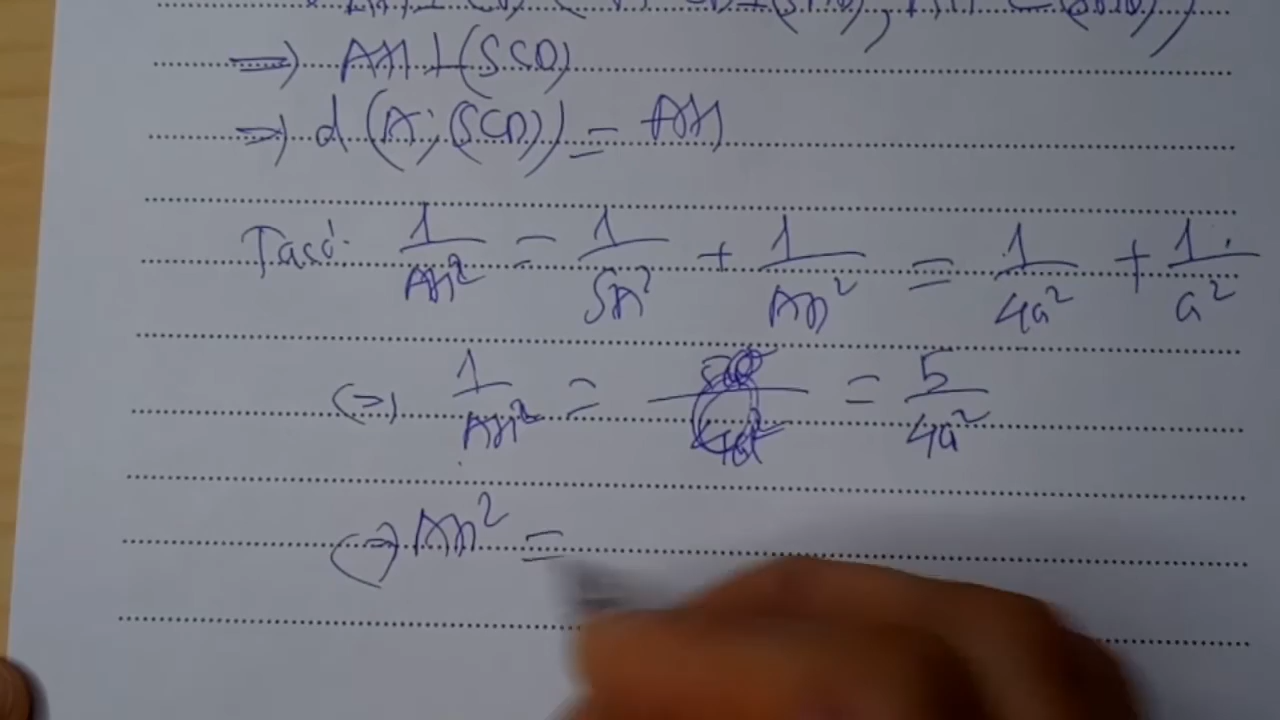 ⇒ AH ⊥ (SCD)
⇒ d (A; (SCD)) = AH
Ta có: 1/AH² = 1/SA² + 1/AD² = 1/4a² + 1/a²
⇔ 1/AH² = = 5/4a²
⇔ AH² =